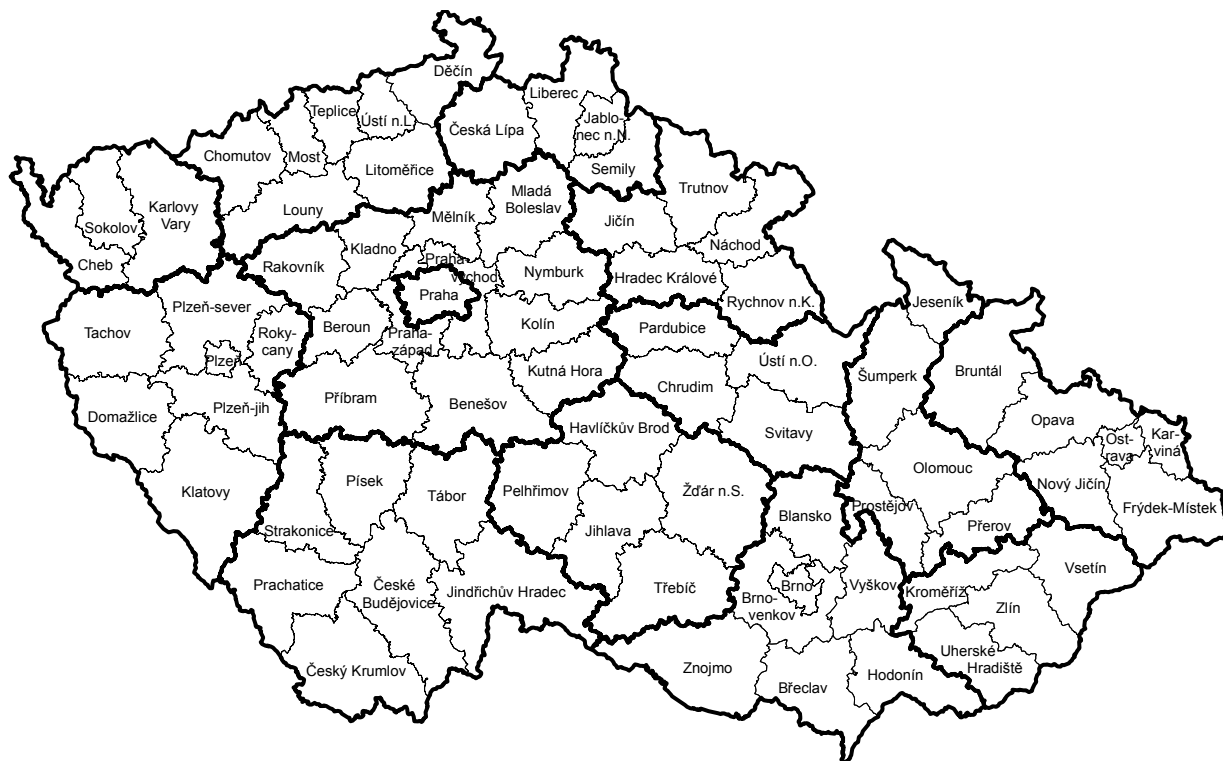 Děčín
Liberec
Teplice
Ústí n.L.
Jablo-
nec n.N.
Česká Lípa
Chomutov
Most
Litoměřice
Semily
Trutnov
Mladá
Boleslav
Karlovy
Vary
Sokolov
Louny
Mělník
Jičín
Cheb
Rakovník
Kladno
Praha-
východ
Nymburk
Náchod
Hradec Králové
Rychnov n.K.
Jeseník
Plzeň-sever
Praha
Tachov
Roky-
cany
Beroun
Praha-
západ
Kolín
Pardubice
Plzeň
Kutná Hora
Ústí n.O.
Šumperk
Bruntál
Chrudim
Příbram
Benešov
Domažlice
Plzeň-jih
Havlíčkův Brod
Svitavy
Opava
Ost-
rava
Kar-
viná
Olomouc
Klatovy
Písek
Tábor
Pelhřimov
Žďár n.S.
Nový Jičín
Frýdek-Místek
Strakonice
Jihlava
Blansko
Prostějov
Přerov
Prachatice
České
Budějovice
Jindřichův Hradec
Třebíč
Brno
Brno-
venkov
Vyškov
Kroměříž
Vsetín
Zlín
Český Krumlov
Znojmo
Břeclav
Hodonín
Uherské
Hradiště